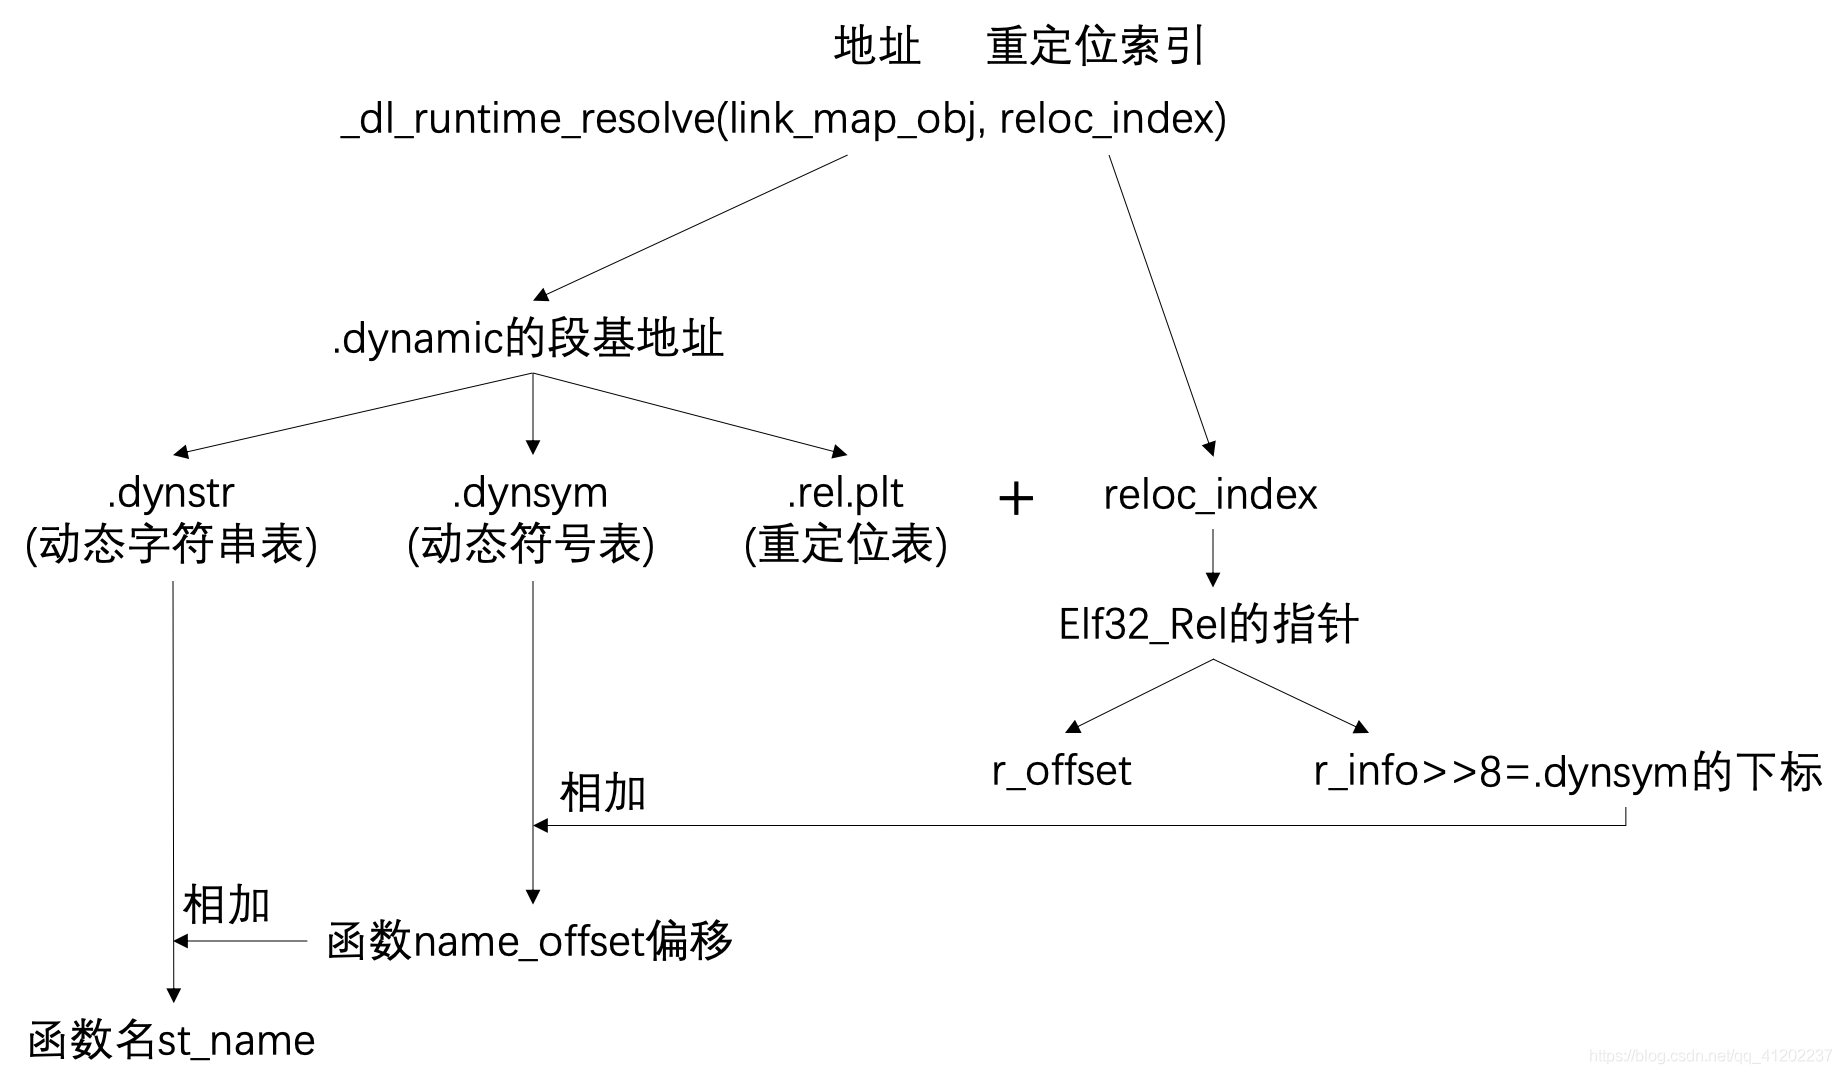 地址 重定位索引
_dl_runtime_resolve(link_map_obj, reloc_index)
.dynamic的段基地址
.dynstr
(动态字符串表)
.dynsym
(动态符号表)
.rel.plt
(重定位表)
+
reloc_index
Elf32_Rel的指针
r_offset
r_info>>8=.dynsym的下标
相加
相加
函数name_offset偏移
函数名st_name
https://blog.csdn.net/qq_41202237